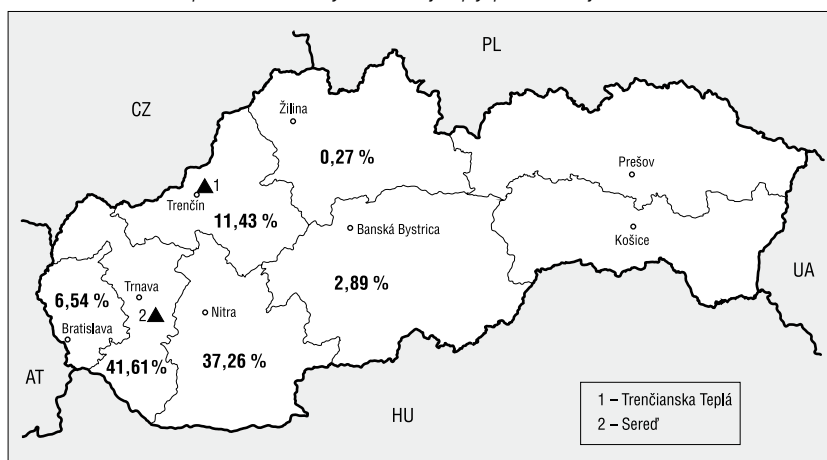 PL
CZ
Žilina
0,27 %
Prešov
1
Trenčín
11,43 %
Banská Bystrica
Košice
2,89 %
UA
6,54 %
Trnava
2
Nitra
Bratislava
41,61%
37,26 %
AT
HU
1 – Trenčianska Teplá
2 – Sereď